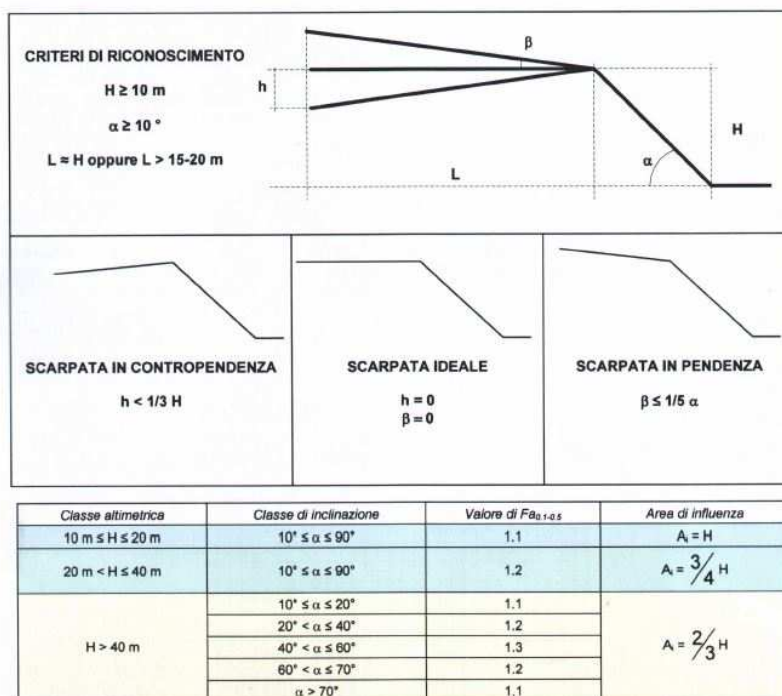 CRITERI DI RICONOSCIMENTO
H ≥ 10 m
α ≥ 10 °
L ≈ H oppure L > 15-20 m
β
h
H
α
L
SCARPATA IN CONTROPENDENZA
h < 1/3 H
SCARPATA IDEALE
h = 0
β = 0
SCARPATA IN PENDENZA
β ≤ 1/5 α
Classe altimetrica Classe di inclinazione Valore di Fa0.1-0.5 Area di influenza
10 m ≤ H ≤ 20 m 10° ≤ α ≤ 90° 1.1 Ai = H
20 m < H ≤ 40 m 10° ≤ α ≤ 90° 1.2 Ai = 3/4 H
H > 40 m 10° ≤ α ≤ 20° 1.1 Ai = 2/3 H
20° < α ≤ 40° 1.2
40° < α ≤ 60° 1.3
60° < α ≤ 70° 1.2
α > 70° 1.1